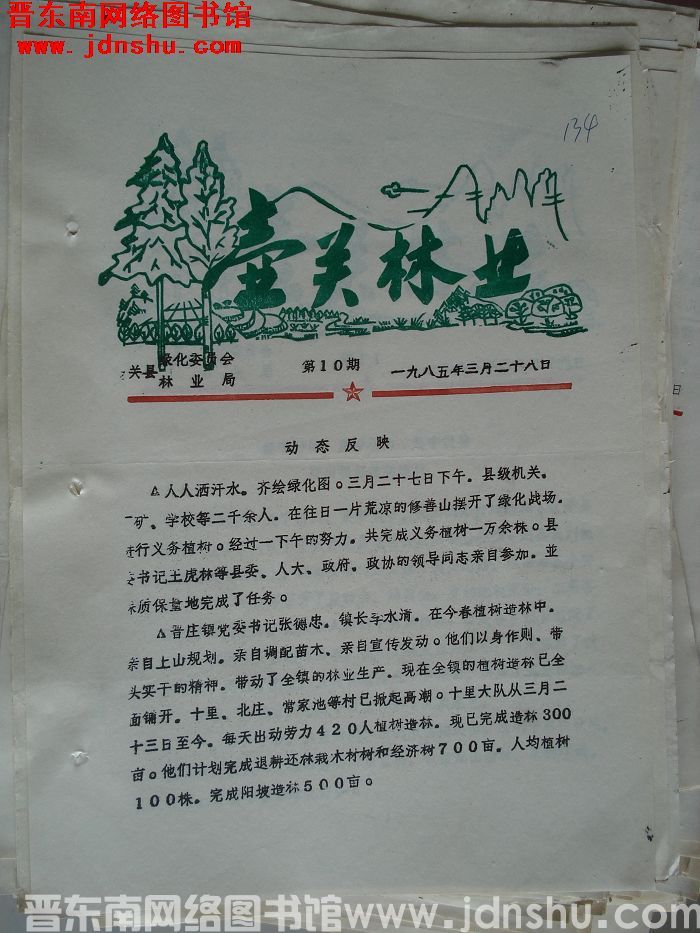 晋东南网络图书馆
www.jdnshu.com
134
壶关林业
关县 绿化委员会
林业局
第10期
一九八五年三月二十八日
动态反映
△人人洒汗水。齐绘绿化图。三月二十七日下午。县级机关。
矿、学校等二千余人。在往日一片荒凉的修善山摆开了绿化战场。
进行义务植树。经过一下午的努力。共完成义务植树一万余株。县
委书记王虎林等县委、人大、政府。政协的领导同志亲自参加。並
保质保量地完成了任务。
△晋庄镇党委书记张德忠。镇长李水清。在今春植树造林中。
亲自上山规划。亲自调配苗木、亲自宣传发动。他们以身作则、带
头实干的精神。带动了全镇的林业生产。现在全镇的植树造林已全
面铺开。十里、北庄、常家池等村已掀起高潮。十里大队从三月二
十三日至今。每天出动劳力420人植树造林。现已完成造林300
亩。他们计划完成退耕还林栽木材树和经济树700亩。人均植树
100株。完成阳坡造林500亩。
晋东南网络图书馆www.jdnshu.com